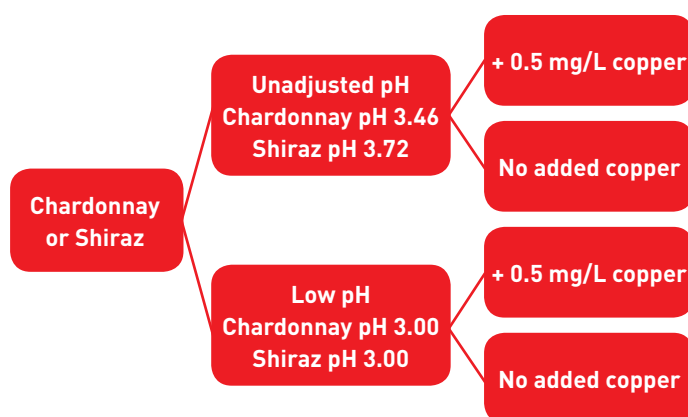 Chardonnay
or Shiraz
Unadjusted pH
Chardonnay pH 3.46
Shiraz pH 3.72
+ 0.5 mg/L copper
No added copper
Low pH
Chardonnay pH 3.00
Shiraz pH 3.00
+ 0.5 mg/L copper
No added copper